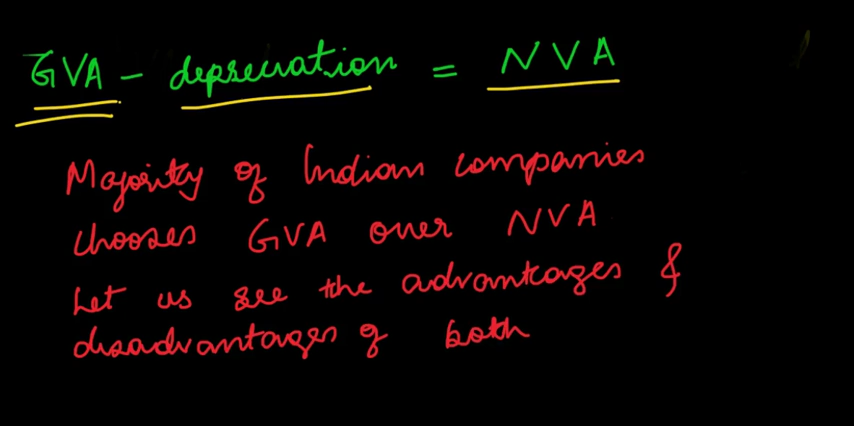 GVA - depreciation = NVA
Majority of Indian companies
chooses GVA over NVA
Let us see the advantages &
disadvantages of both